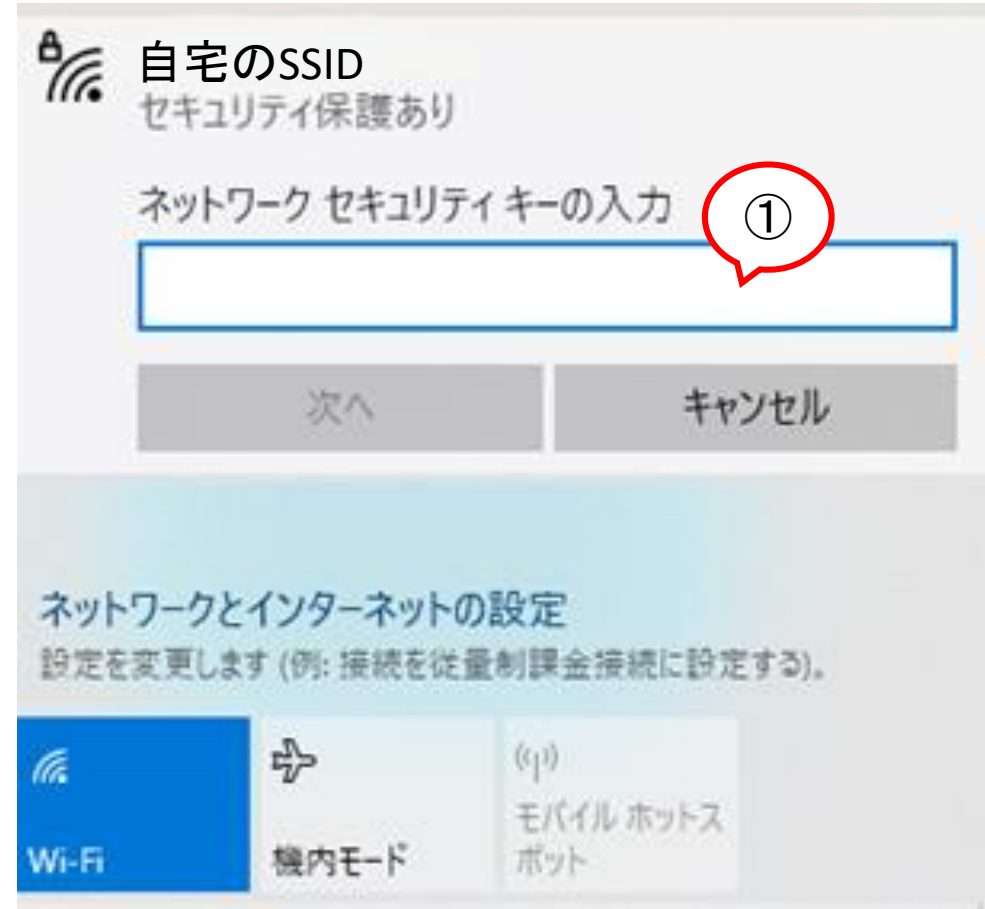 自宅のSSID
セキュリティ保護あり
ネットワーク セキュリティ キーの入力
①
次へ
キャンセル
ネットワークとインターネットの設定
設定を変更します (例: 接続を従量制課金接続に設定する)。
Wi-Fi
機内モード
モバイル ホットス
ポット